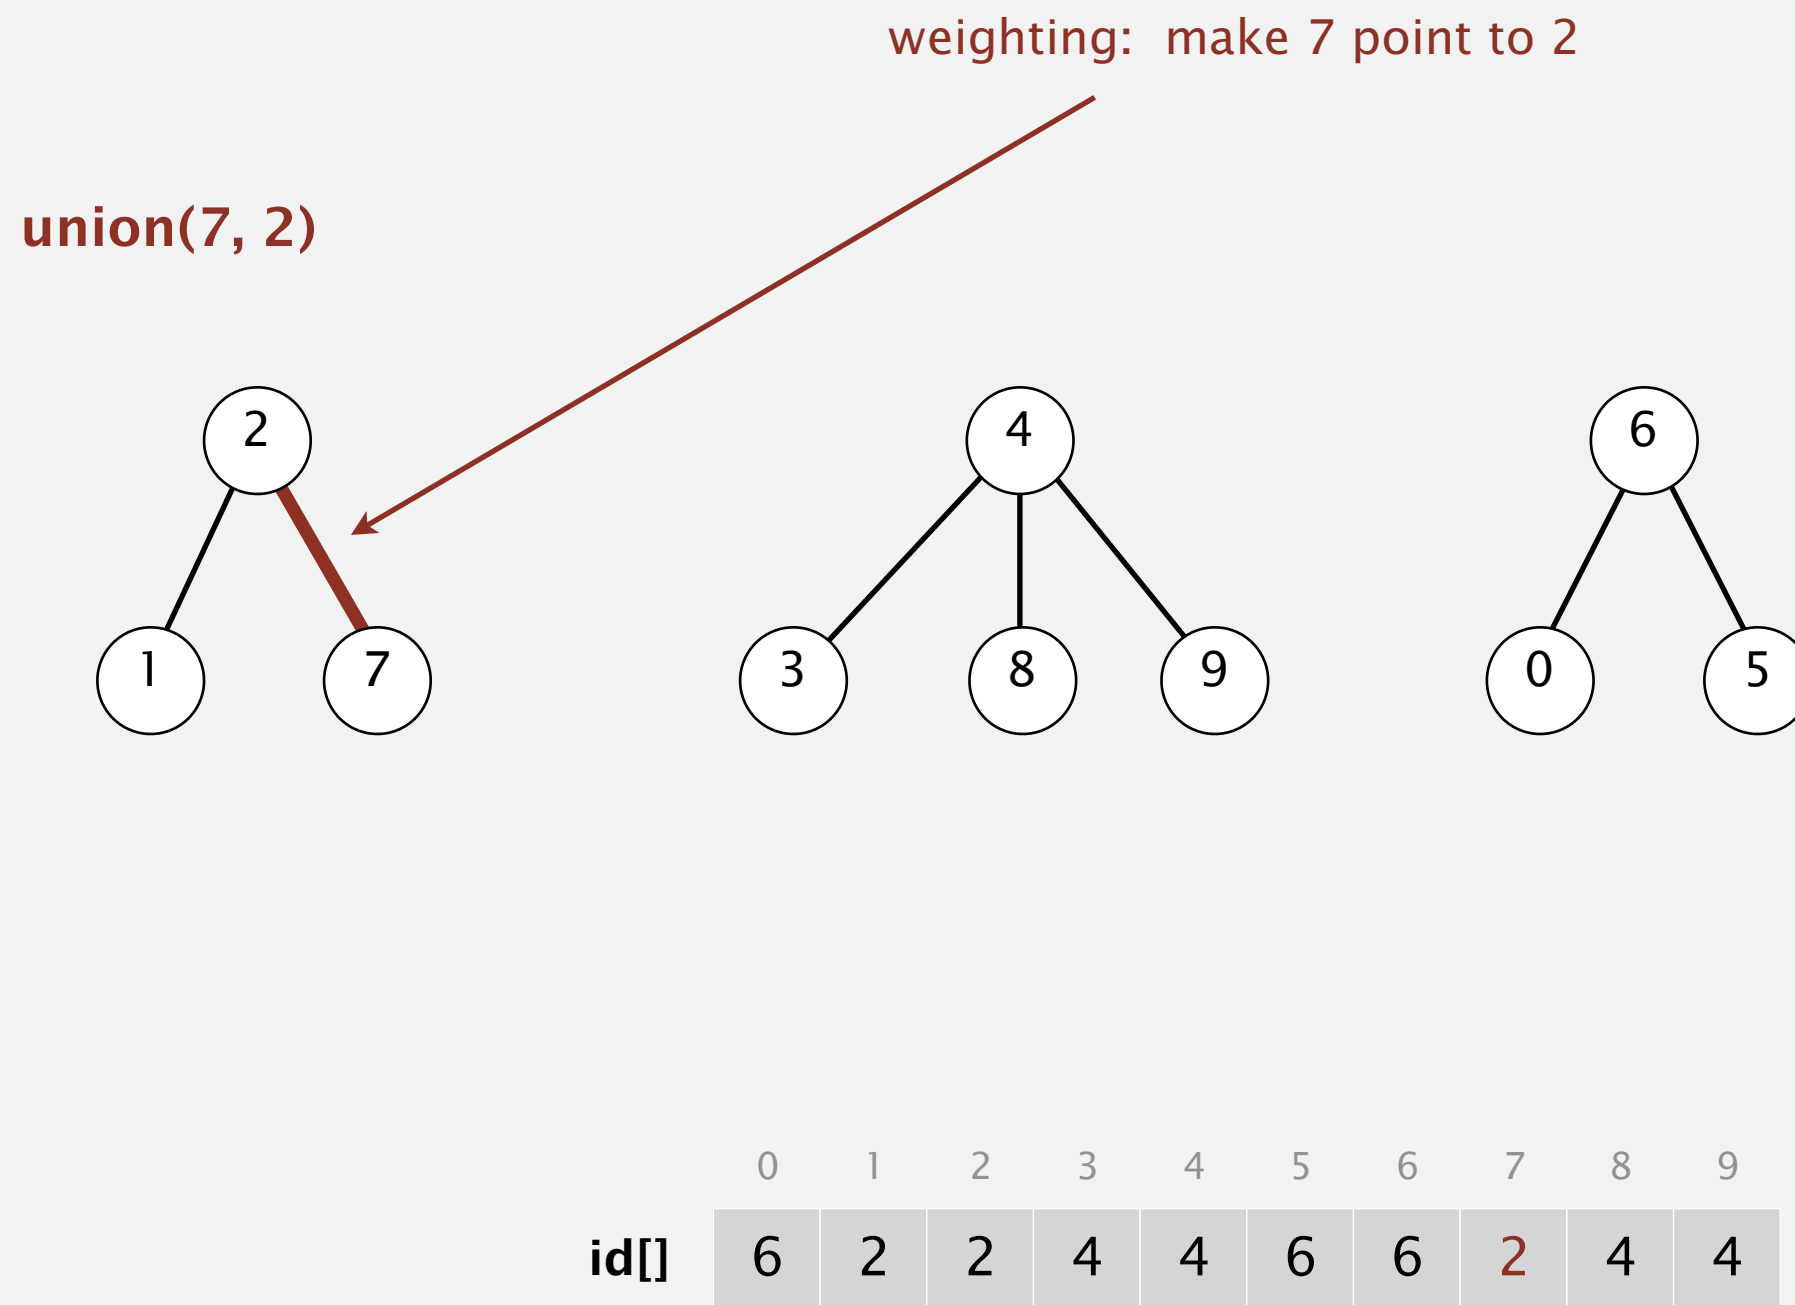 weighting: make 7 point to 2
union(7, 2)
2 4 6
1 7 3 8 9 0 5
0 1 2 3 4 5 6 7 8 9
id[] 6 2 2 4 4 6 6 2 4 4